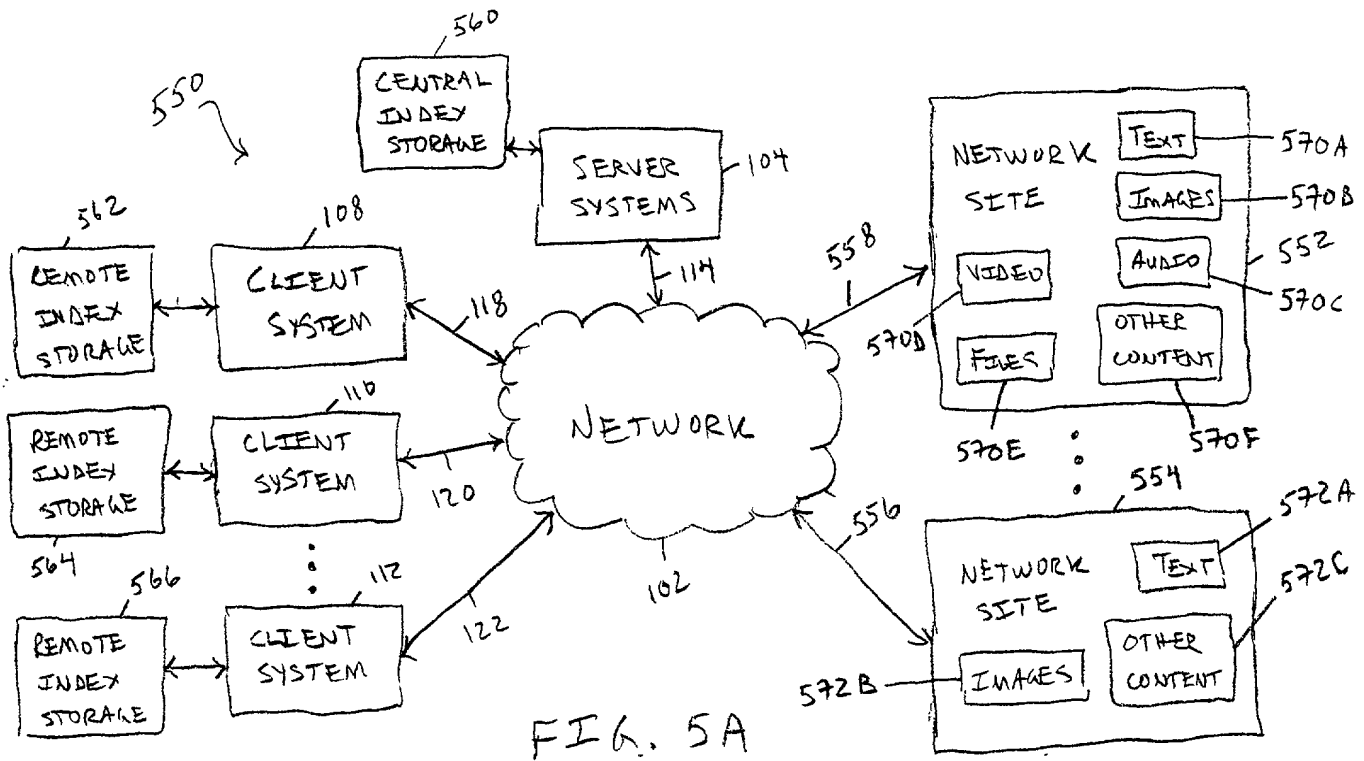 560
CENTRAL
INDEX
STORAGE
550
SERVER
SYSTEMS
104
114
562
REMOTE
INDEX
STORAGE
108
CLIENT
SYSTEM
118
REMOTE
INDEX
STORAGE
564
110
CLIENT
SYSTEM
120
566
REMOTE
INDEX
STORAGE
112
CLIENT
SYSTEM
122
NETWORK
102
558
556
NETWORK
SITE
TEXT
570A
IMAGES
570B
552
VIDEO
570D
AUDIO
570C
FILES
570E
OTHER
CONTENT
570F
554
NETWORK
SITE
TEXT
572A
572C
OTHER
CONTENT
572B
IMAGES
FIG. 5A